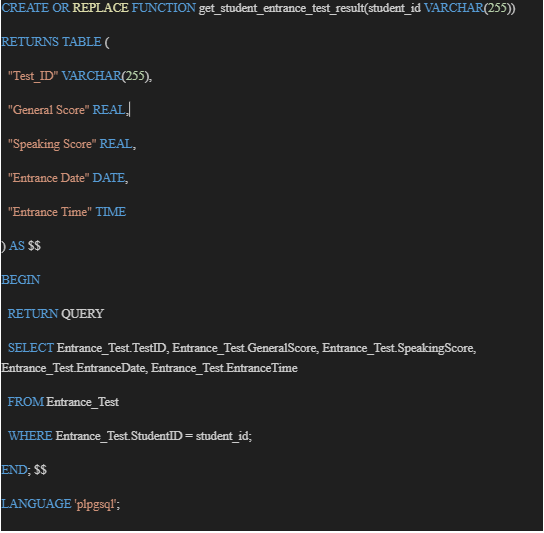 CREATE OR REPLACE FUNCTION get_student_entrance_test_result(student_id VARCHAR(255))
RETURNS TABLE (
"Test_ID" VARCHAR(255),
"General Score" REAL,
"Speaking Score" REAL,
"Entrance Date" DATE,
"Entrance Time" TIME
) AS $$
BEGIN
RETURN QUERY
SELECT Entrance_Test.TestID, Entrance_Test.GeneralScore, Entrance_Test.SpeakingScore,
Entrance_Test.EntranceDate, Entrance_Test.EntranceTime
FROM Entrance_Test
WHERE Entrance_Test.StudentID = student_id;
END; $$
LANGUAGE 'plpgsql';